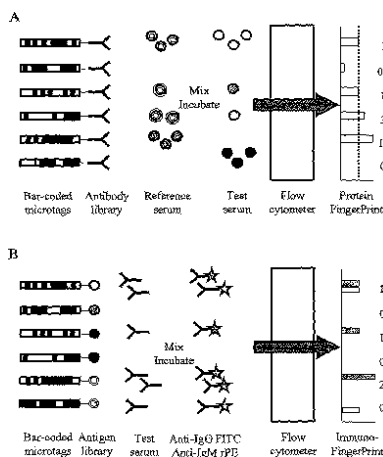 A
Mix
Incubate
Bar-coded microtags
Antibody library
Reference serum
Test serum
Flow cytometer
Protein FingerPrint
B
Mix
Incubate
Bar-coded microtags
Antigen library
Test serum
Anti-IgG FITC
Anti-IgM rPE
Flow cytometer
Immuno-
FingerPrint